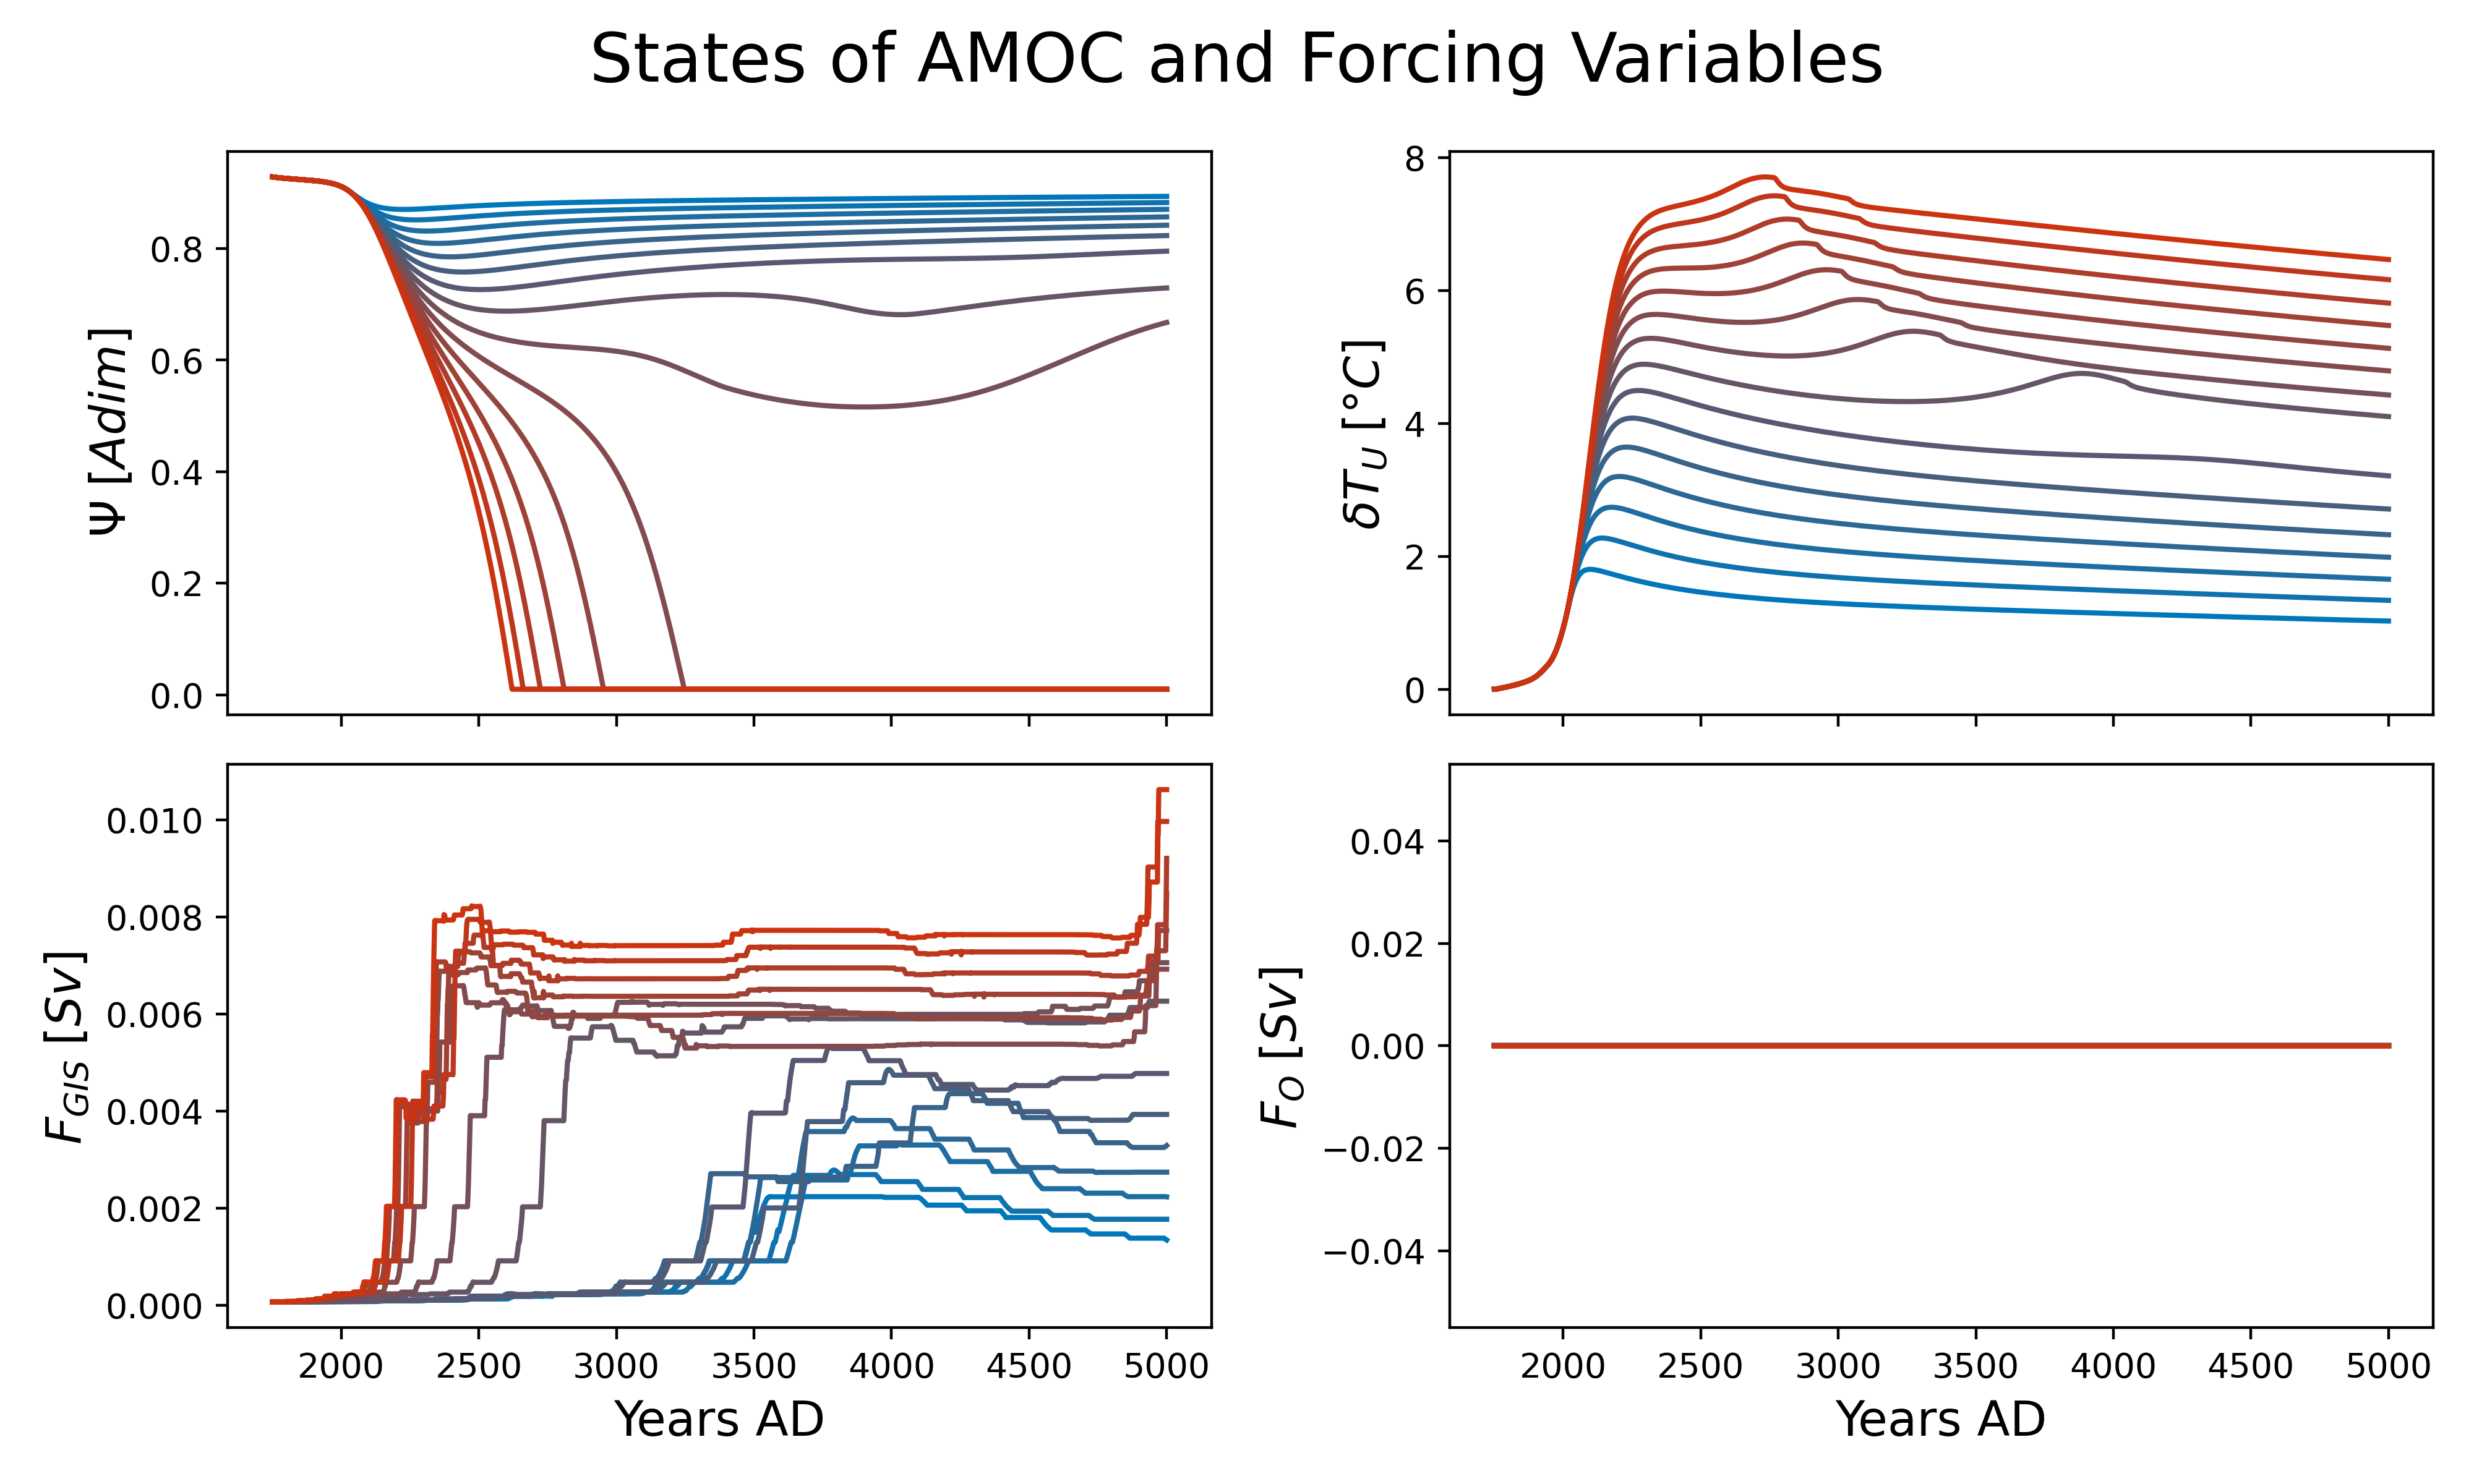 States of AMOC and Forcing Variables
Ψ [Adim]
0.8
0.6
0.4
0.2
0.0
δT_U [°C]
8
6
4
2
0
F_GIS [Sv]
0.010
0.008
0.006
0.004
0.002
0.000
2000 2500 3000 3500 4000 4500 5000
Years AD
F_O [Sv]
0.04
0.02
0.00
−0.02
−0.04
2000 2500 3000 3500 4000 4500 5000
Years AD